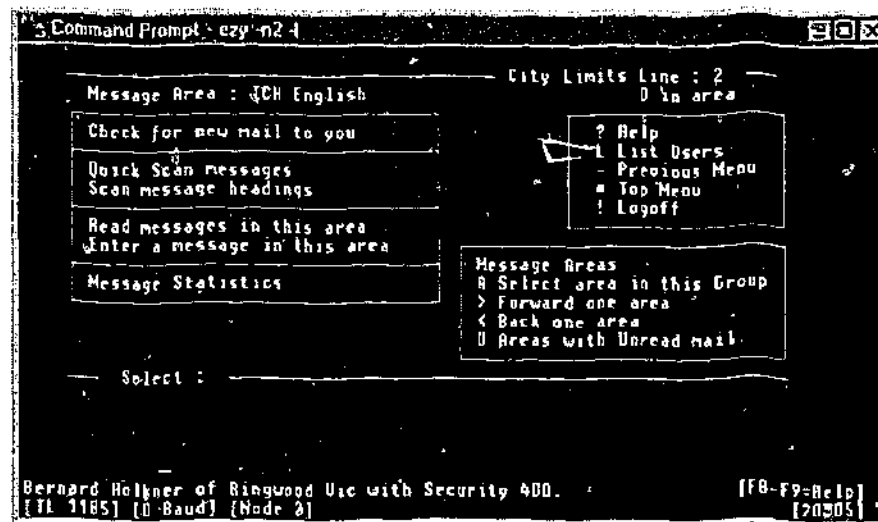 Command Prompt - ezy -n2
City Limits Line : 2
Message Area : English
0 in area
Check for new mail to you
Quick Scan messages
Scan message headings
Read messages in this area
Enter a message in this area
Message Statistics
? Help
L List Users
- Previous Menu
* Top Menu
! Logoff
Message Areas
A Select area in this Group
> Forward one area
< Back one area
U Areas with Unread mail
Select :
Bernard of Ringwood Vic with Security 400.
[F8-F9=Help]
[TL 1185] [0 Baud] [Node]